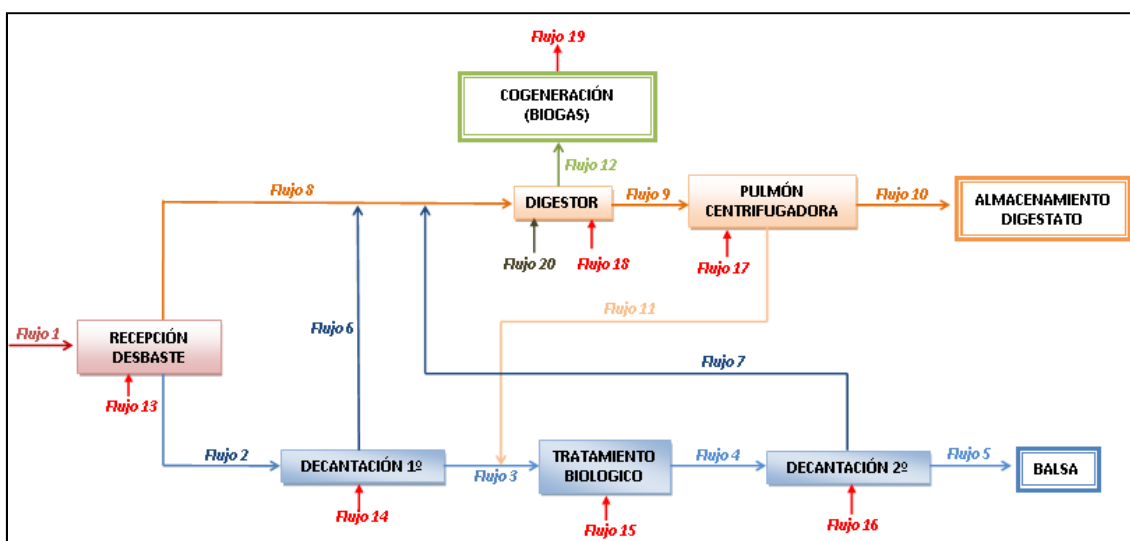 Flujo 19
COGENERACIÓN
(BIOGAS)
Flujo 12
Flujo 8
DIGESTOR
Flujo 9
PULMÓN
CENTRIFUGADORA
Flujo 10
ALMACENAMIENTO
DIGESTATO
Flujo 20
Flujo 18
Flujo 17
Flujo 11
Flujo 1
RECEPCIÓN
DESBASTE
Flujo 6
Flujo 7
Flujo 13
Flujo 2
DECANTACIÓN 1º
Flujo 3
TRATAMIENTO
BIOLOGICO
Flujo 4
DECANTACIÓN 2º
Flujo 5
BALSA
Flujo 14
Flujo 15
Flujo 16